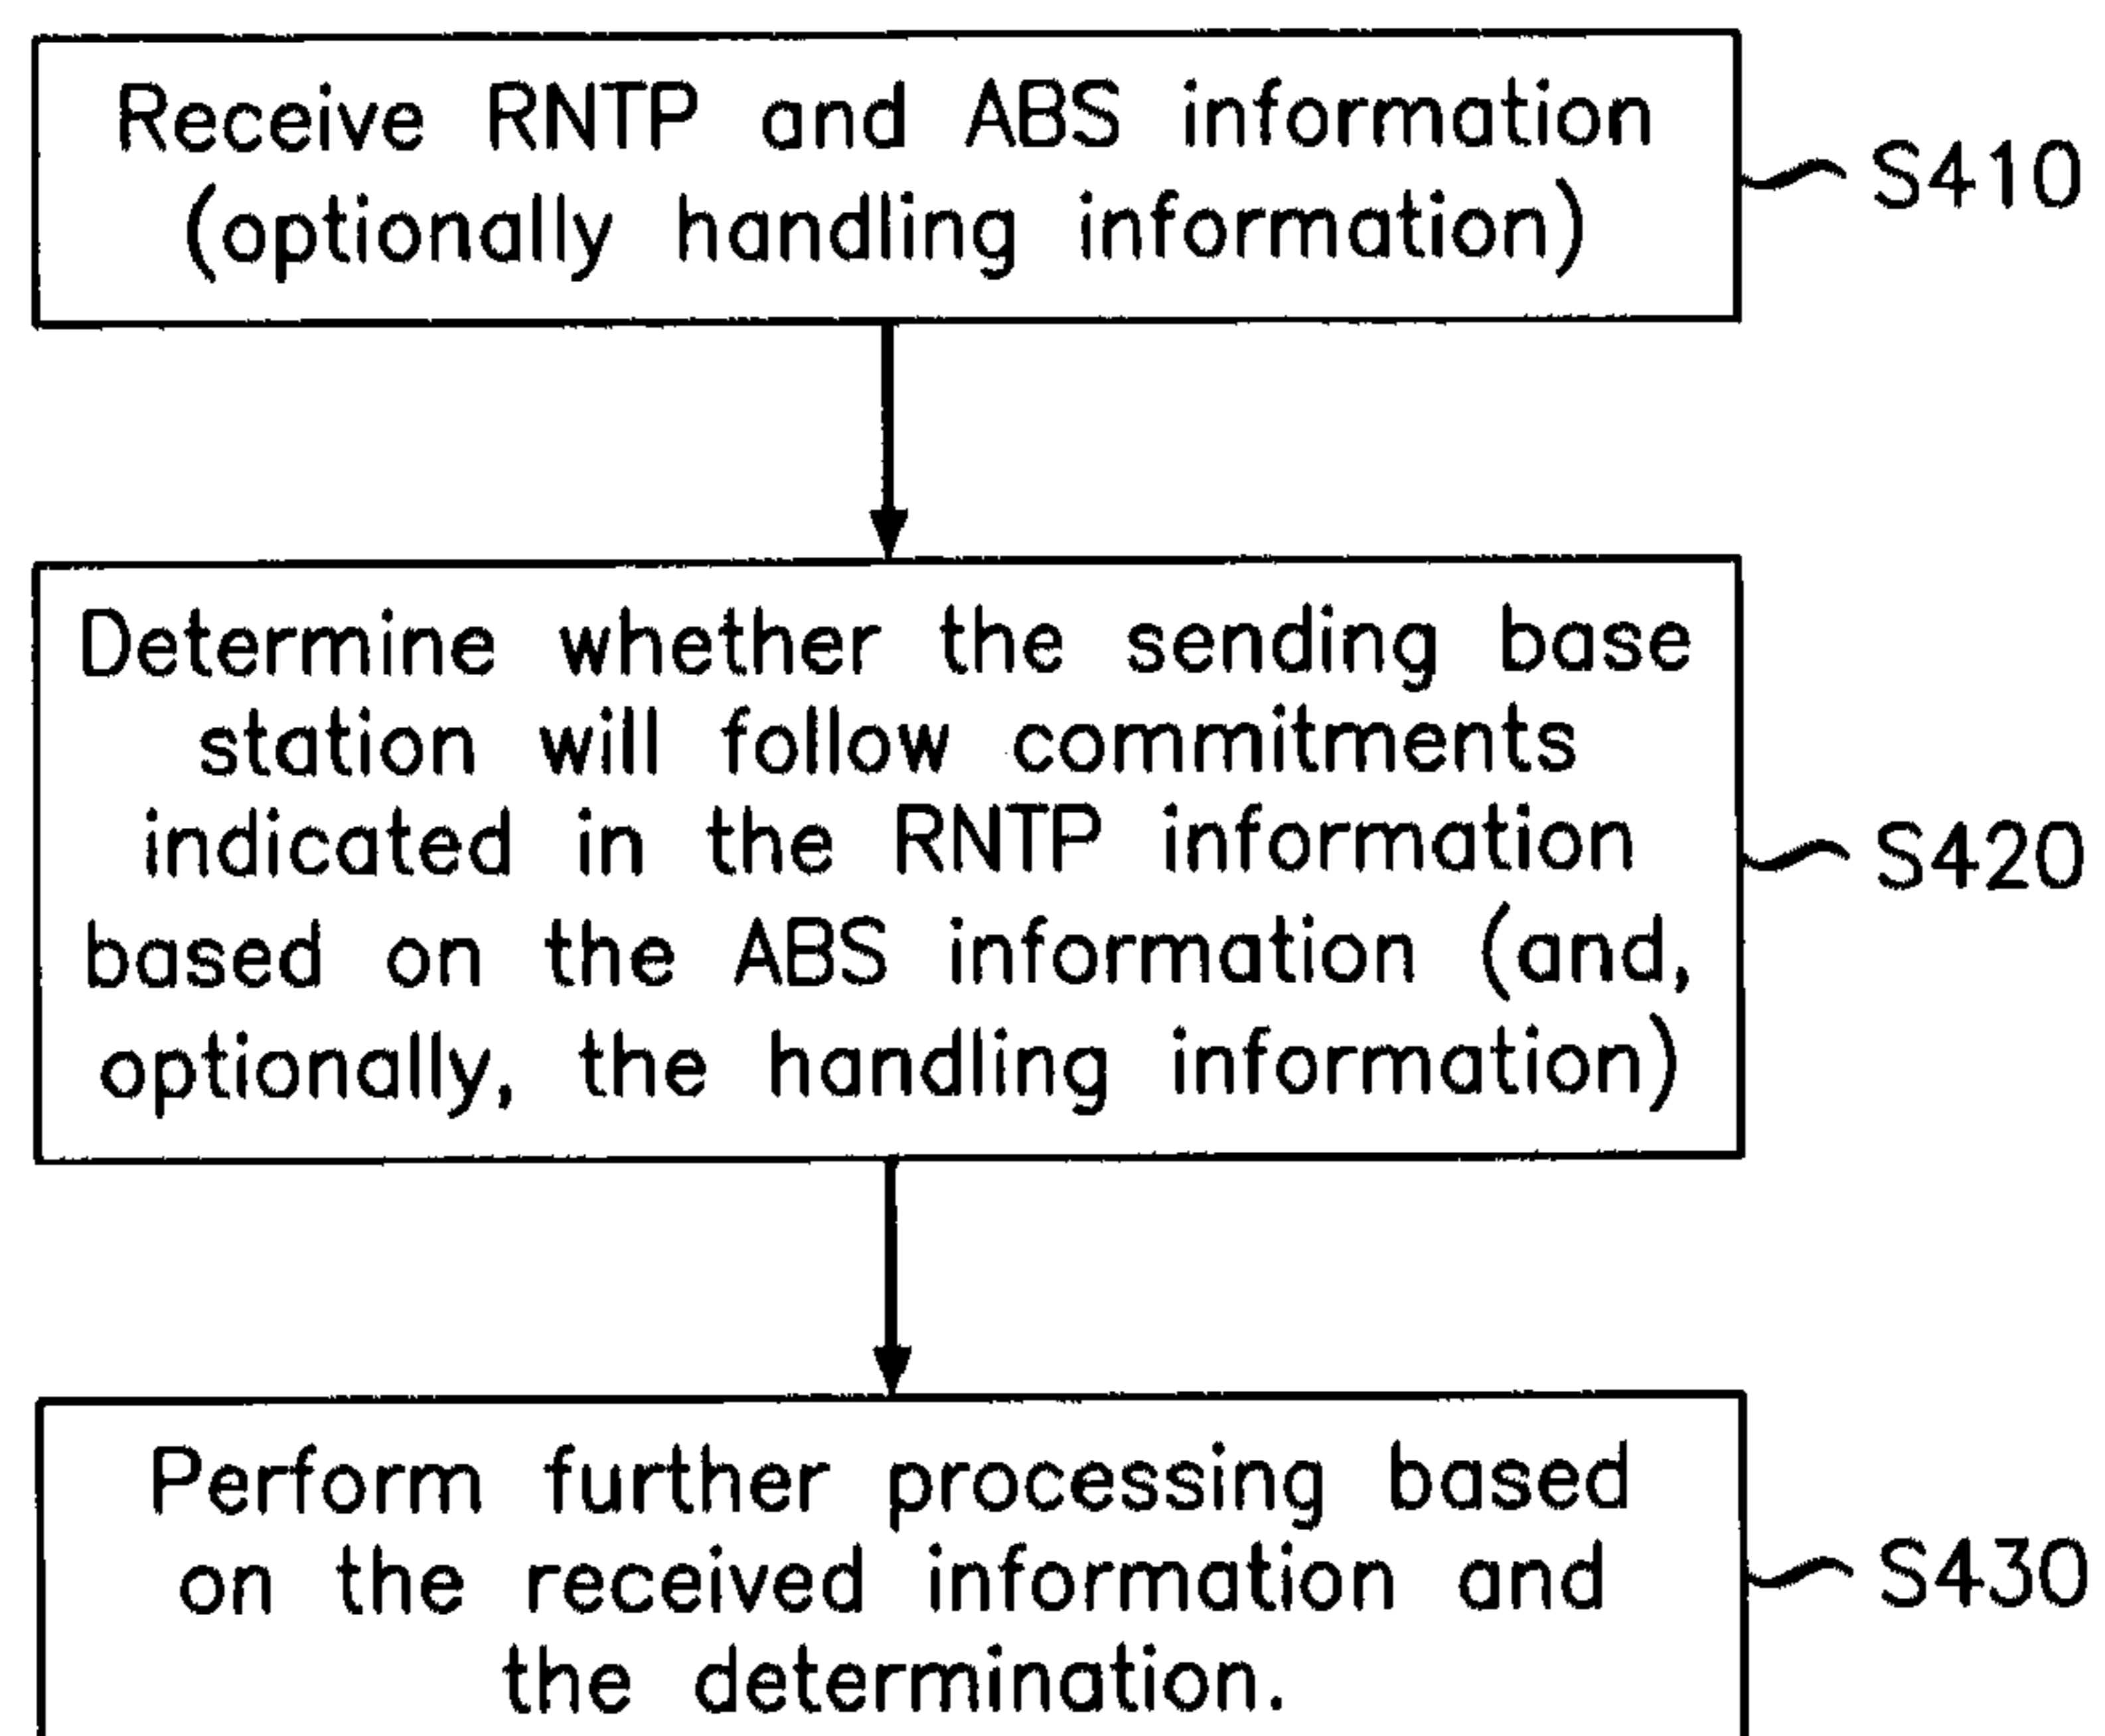 Receive RNTP and ABS information
(optionally handling information)
S410
Determine whether the sending base
station will follow commitments
indicated in the RNTP information
based on the ABS information (and,
optionally, the handling information)
S420
Perform further processing based
on the received information and
the determination.
S430